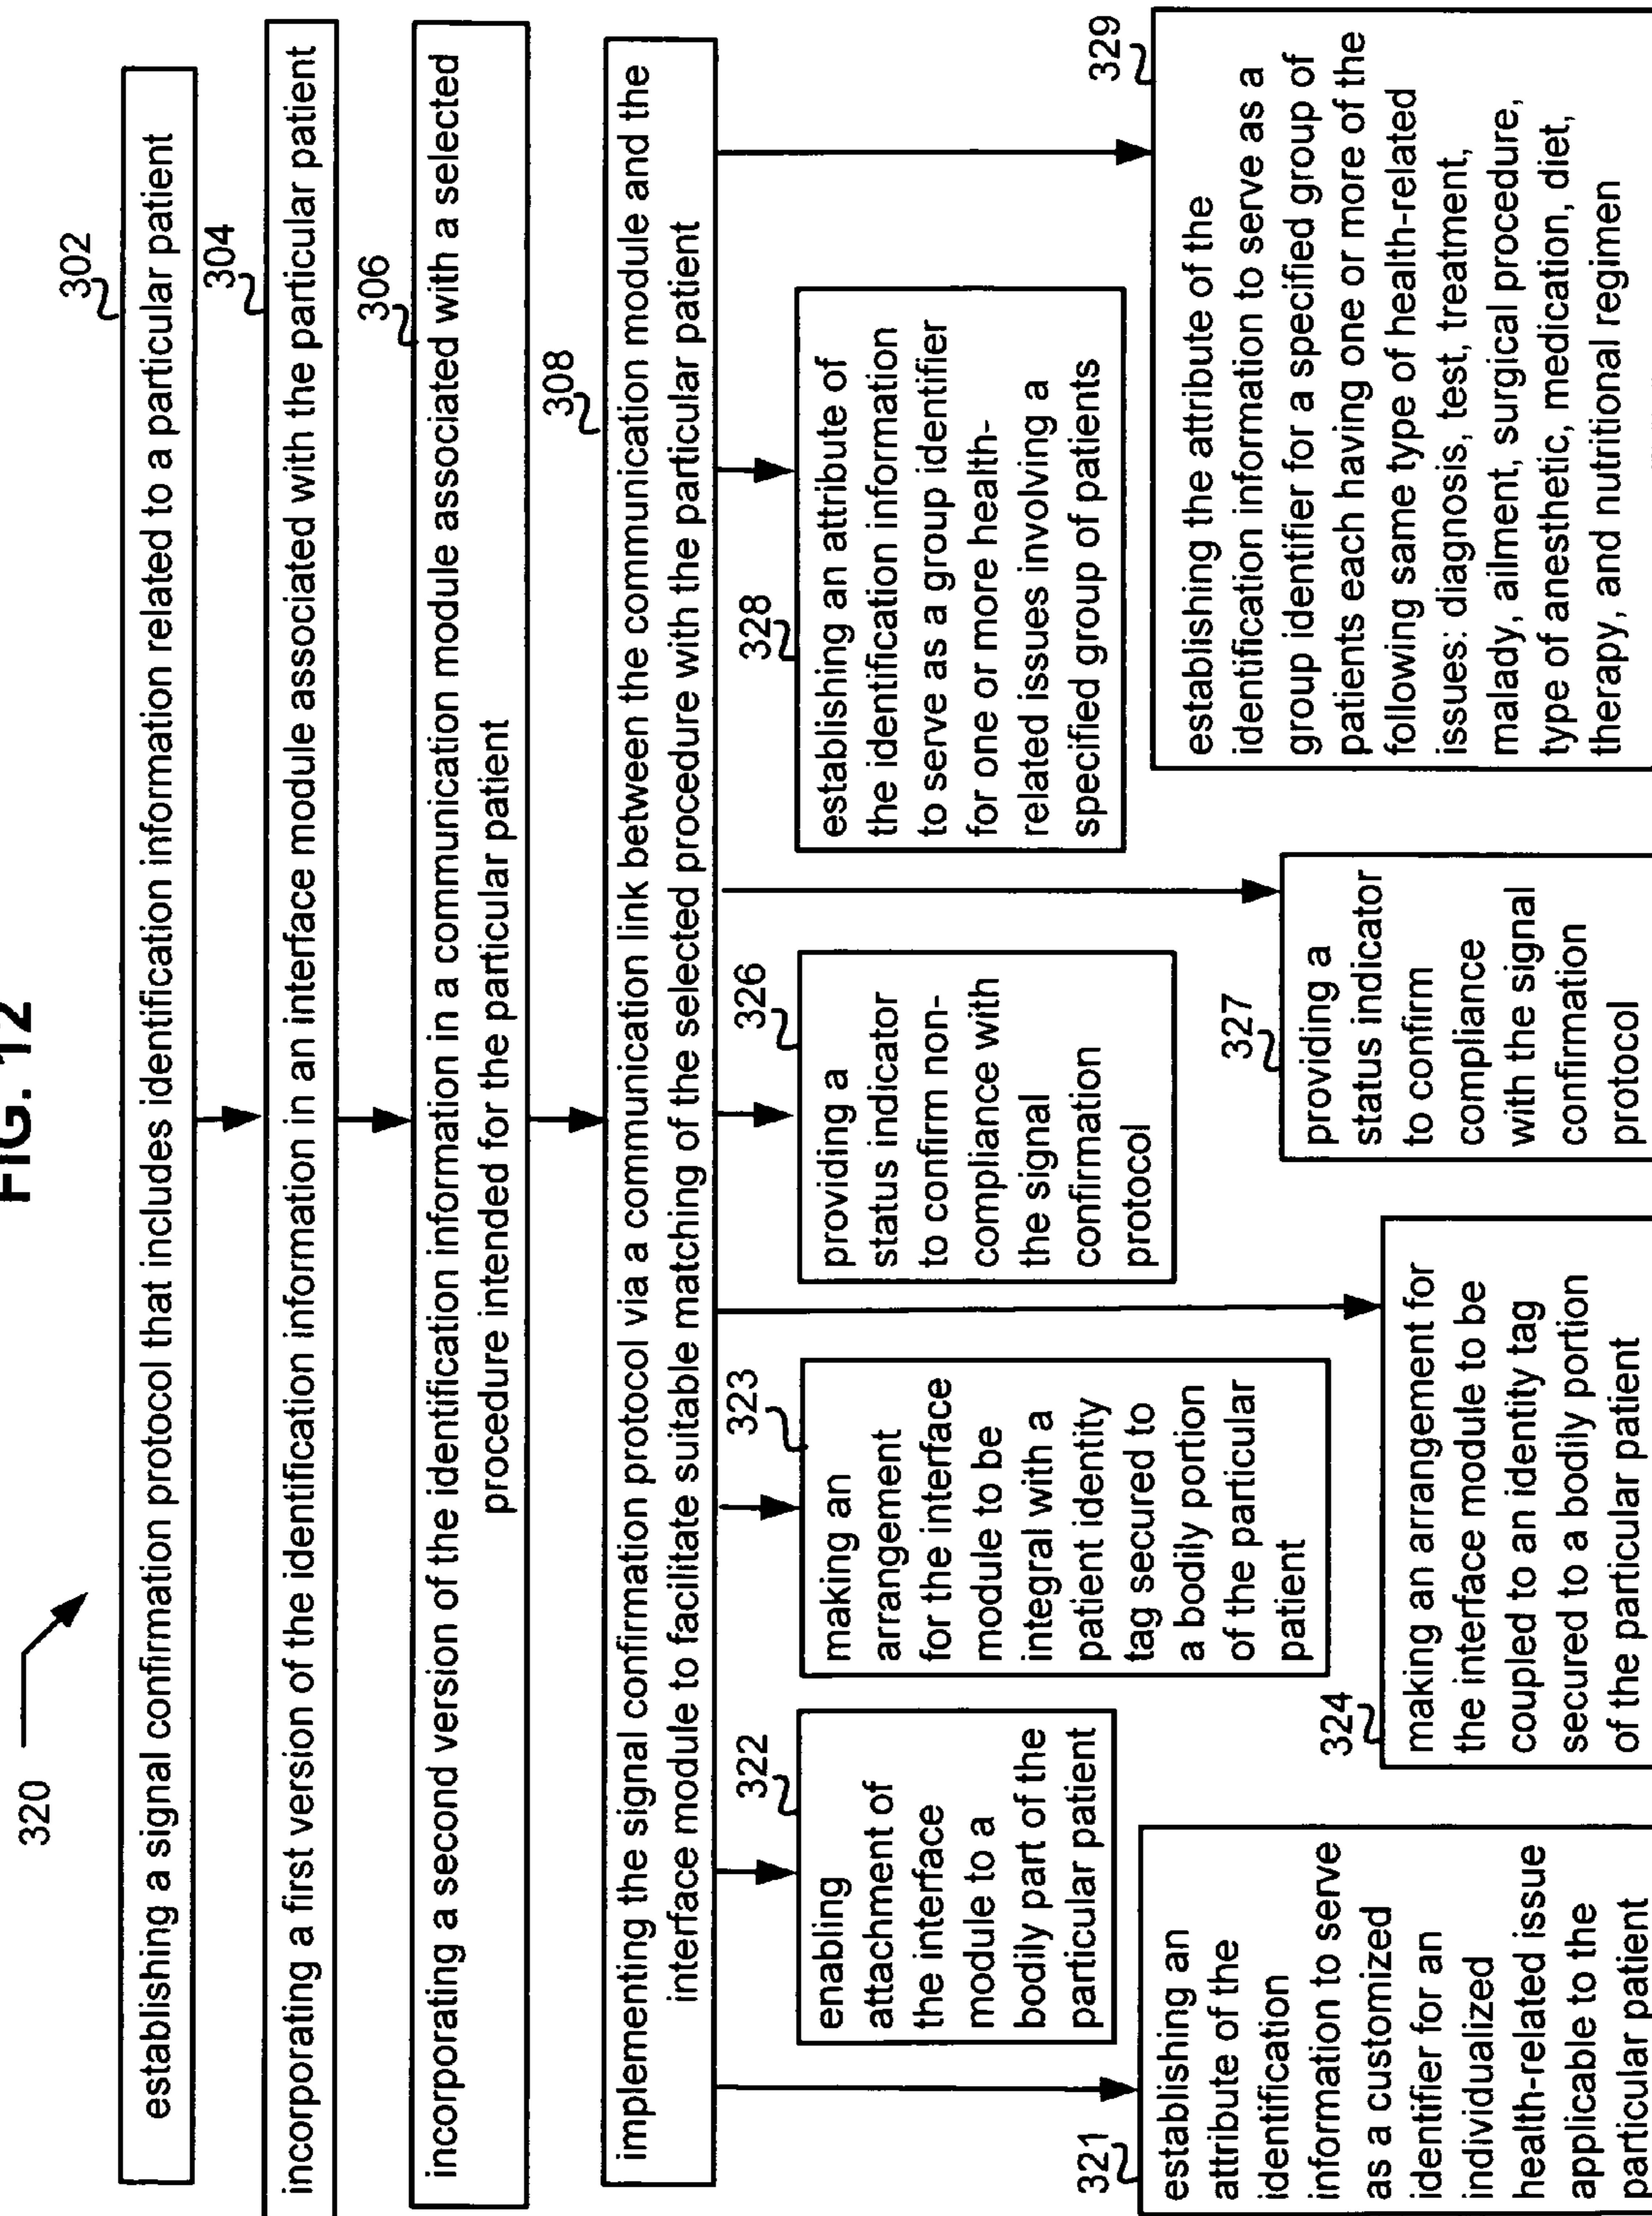 FIG. 12
320
302
establishing a signal confirmation protocol that includes identification information related to a particular patient
304
incorporating a first version of the identification information in an interface module associated with the particular patient
306
incorporating a second version of the identification information in a communication module associated with a selected
procedure intended for the particular patient
308
implementing the signal confirmation protocol via a communication link between the communication module and the
interface module to facilitate suitable matching of the selected procedure with the particular patient
321
establishing an
attribute of the
identification
information to serve
as a customized
identifier for an
individualized
health-related issue
applicable to the
particular patient
322
enabling
attachment of
the interface
module to a
bodily part of the
particular patient
323
making an
arrangement
for the interface
module to be
integral with a
patient identity
tag secured to
a bodily portion
of the particular
patient
324
making an arrangement for
the interface module to be
coupled to an identity tag
secured to a bodily portion
of the particular patient
326
providing a
status indicator
to confirm non-
compliance with
the signal
confirmation
protocol
327
providing a
status indicator
to confirm
compliance
with the signal
confirmation
protocol
328
establishing an attribute of
the identification information
to serve as a group identifier
for one or more health-
related issues involving a
specified group of patients
329
establishing the attribute of the
identification information to serve as a
group identifier for a specified group of
patients each having one or more of the
following same type of health-related
issues: diagnosis, test, treatment,
malady, ailment, surgical procedure,
type of anesthetic, medication, diet,
therapy, and nutritional regimen